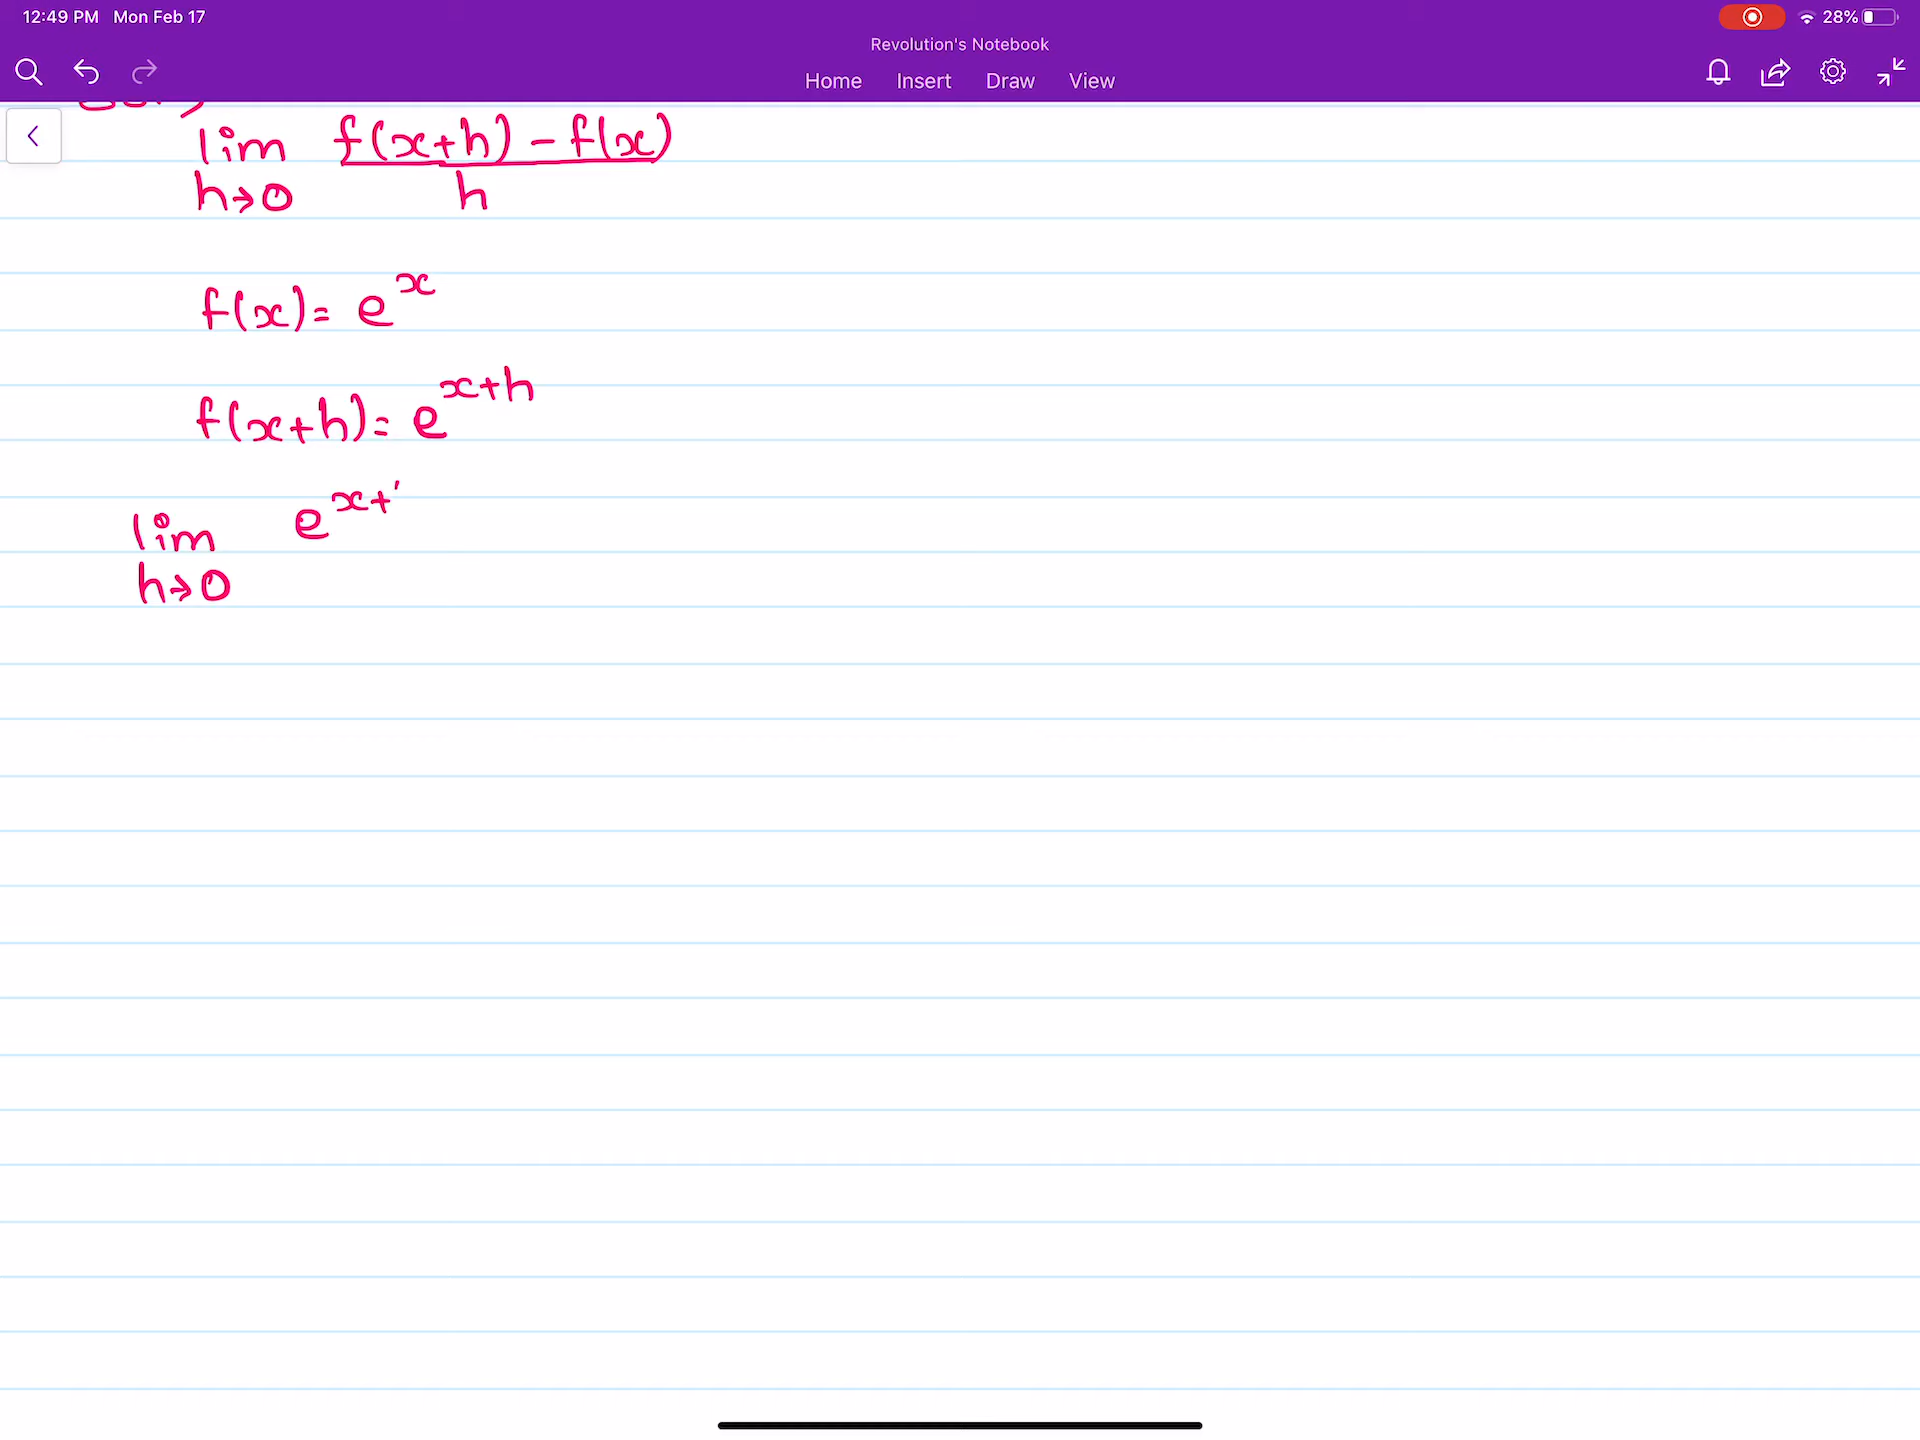 12:49 PM Mon Feb 17
28%
Revolution's Notebook
Home Insert Draw View
lim f(x+h) - f(x)
h→0 h
f(x) = e^x
f(x+h) = e^x+h
lim e^x+
h→0